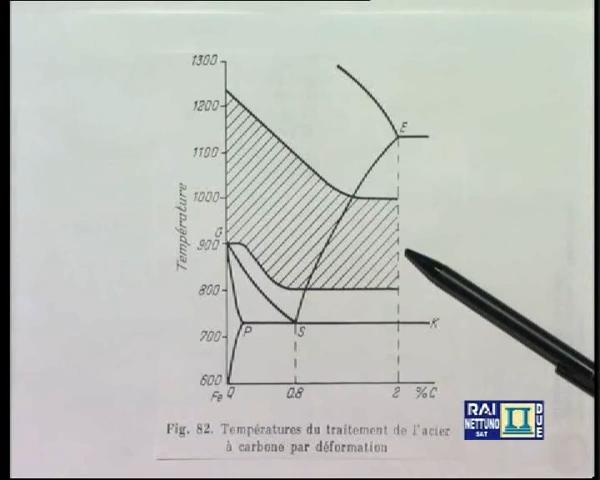 1300
1200
1100
1000
900
800
700
600
Température
G
E
P
S
K
Fe
0
0.8
2
%C
Fig. 82. Températures du traitement de l'acier
à carbone par déformation
RAI
NETTUNO
SAT
DUE